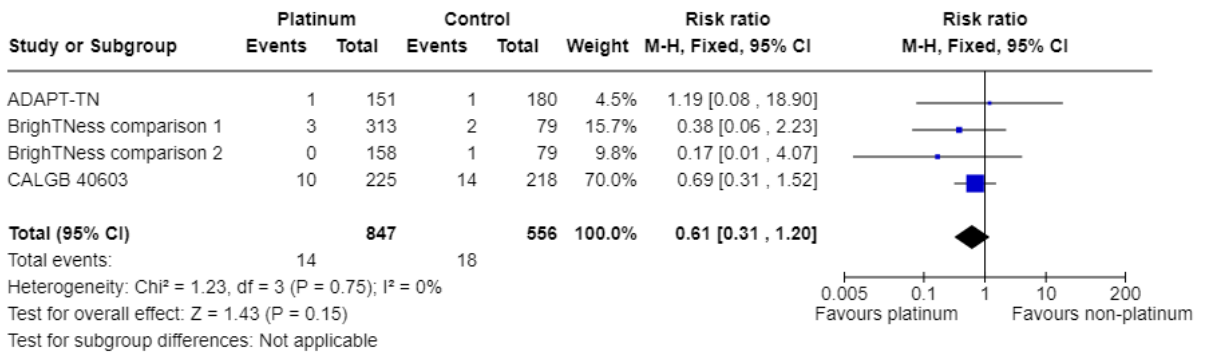 Platinum Control Risk ratio Risk ratio
Study or Subgroup Events Total Events Total Weight M-H, Fixed, 95% CI M-H, Fixed, 95% CI
ADAPT-TN 1 151 1 180 4.5% 1.19 [0.08 , 18.90]
BrighTNess comparison 1 3 313 2 79 15.7% 0.38 [0.06 , 2.23]
BrighTNess comparison 2 0 158 1 79 9.8% 0.17 [0.01 , 4.07]
CALGB 40603 10 225 14 218 70.0% 0.69 [0.31 , 1.52]
Total (95% CI) 847 556 100.0% 0.61 [0.31 , 1.20]
Total events: 14 18
Heterogeneity: Chi² = 1.23, df = 3 (P = 0.75); I² = 0%
Test for overall effect: Z = 1.43 (P = 0.15)
Test for subgroup differences: Not applicable
0.005 0.1 1 10 200
Favours platinum Favours non-platinum